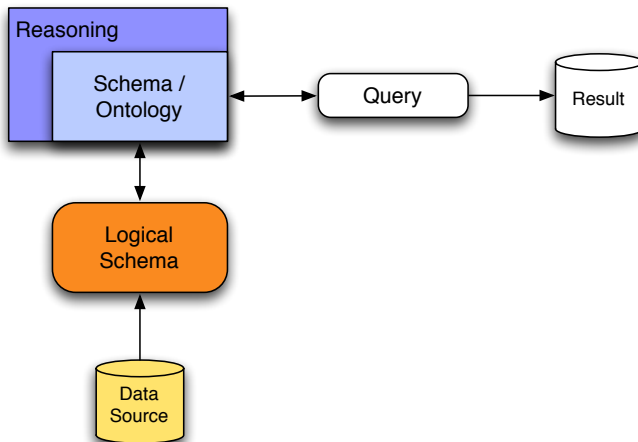 Reasoning
Schema /
Ontology
Query
Result
Logical
Schema
Data
Source